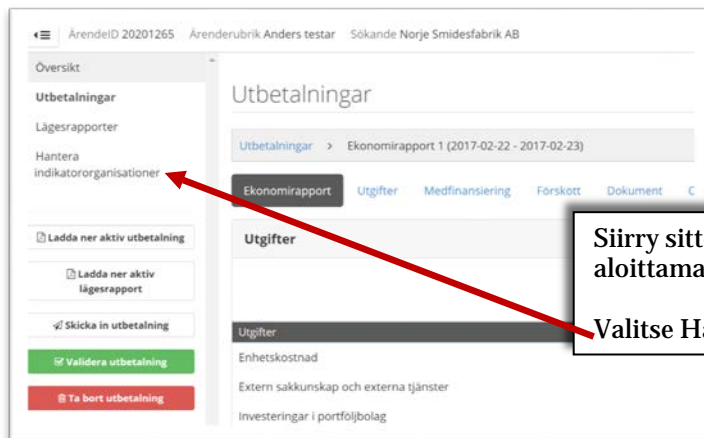 ÄrendeID 20201265 Ärenderubrik Anders testar Sökande Norje Smidesfabrik AB
Översikt
Utbetalningar
Lägesrapporter
Hantera
indikatororganisationer
Ladda ner aktiv utbetalning
Ladda ner aktiv
lägesrapport
Skicka in utbetalning
Validera utbetalning
Ta bort utbetalning
Utbetalningar
Utbetalningar > Ekonomirapport 1 (2017-02-22 - 2017-02-23)
Ekonomirapport Utgifter Medfinansiering Förskott Dokument
Utgifter
Utgifter
Enhetskostnad
Extern sakkunskap och externa tjänster
Investeringar i portföljbolag
Siirry
Valitse